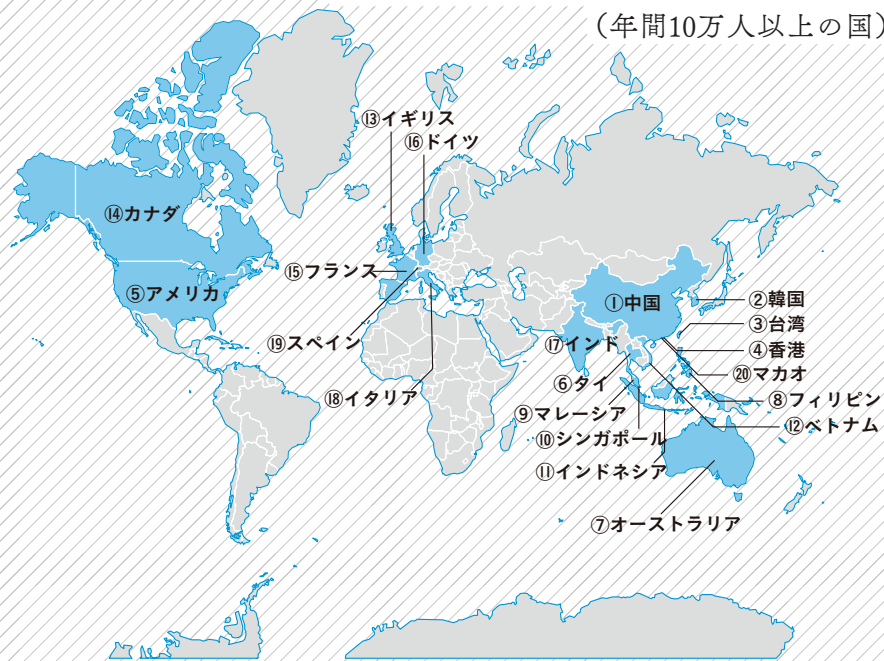 （年間10万人以上の国）
⑬イギリス
⑯ドイツ
⑭カナダ
⑮フランス
⑤アメリカ
①中国
②韓国
③台湾
⑲スペイン
⑰インド
④香港
⑳マカオ
⑥タイ
⑱イタリア
⑧フィリピン
⑨マレーシア
⑫ベトナム
⑩シンガポール
⑪インドネシア
⑦オーストラリア